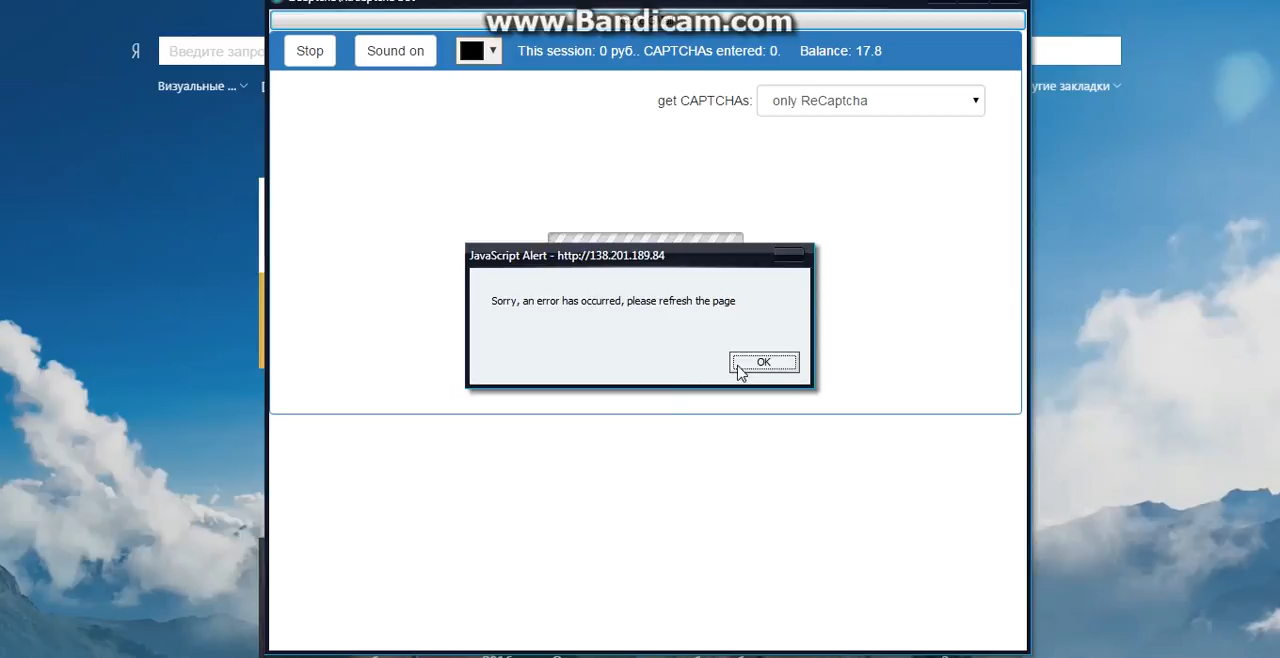 www.Bandicam.com
Я
Введите запро
Визуальные ...
угие закладки
Stop
Sound on
This session: 0 руб.. CAPTCHAs entered: 0.
Balance: 17.8
get CAPTCHAs:
only ReCaptcha
JavaScript Alert - http://138.201.189.84
Sorry, an error has occurred, please refresh the page
OK